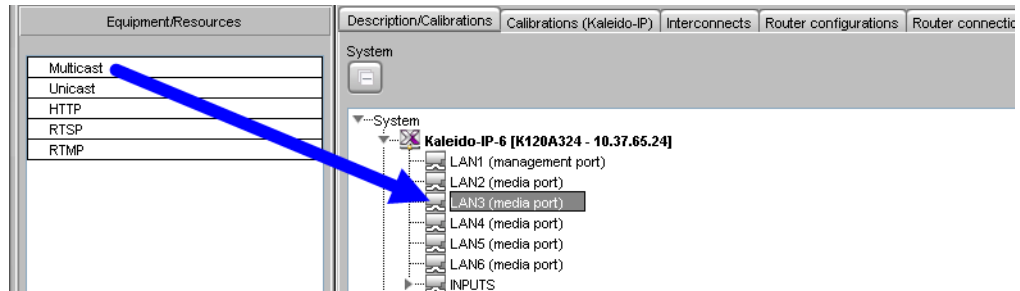 Equipment/Resources
Multicast
Unicast
HTTP
RTSP
RTMP
Description/Calibrations
Calibrations (Kaleido-IP)
Interconnects
Router configurations
System
System
Kaleido-IP-6 [K120A324 - 10.37.65.24]
LAN1 (management port)
LAN2 (media port)
LAN3 (media port)
LAN4 (media port)
LAN5 (media port)
LAN6 (media port)
INPUTS